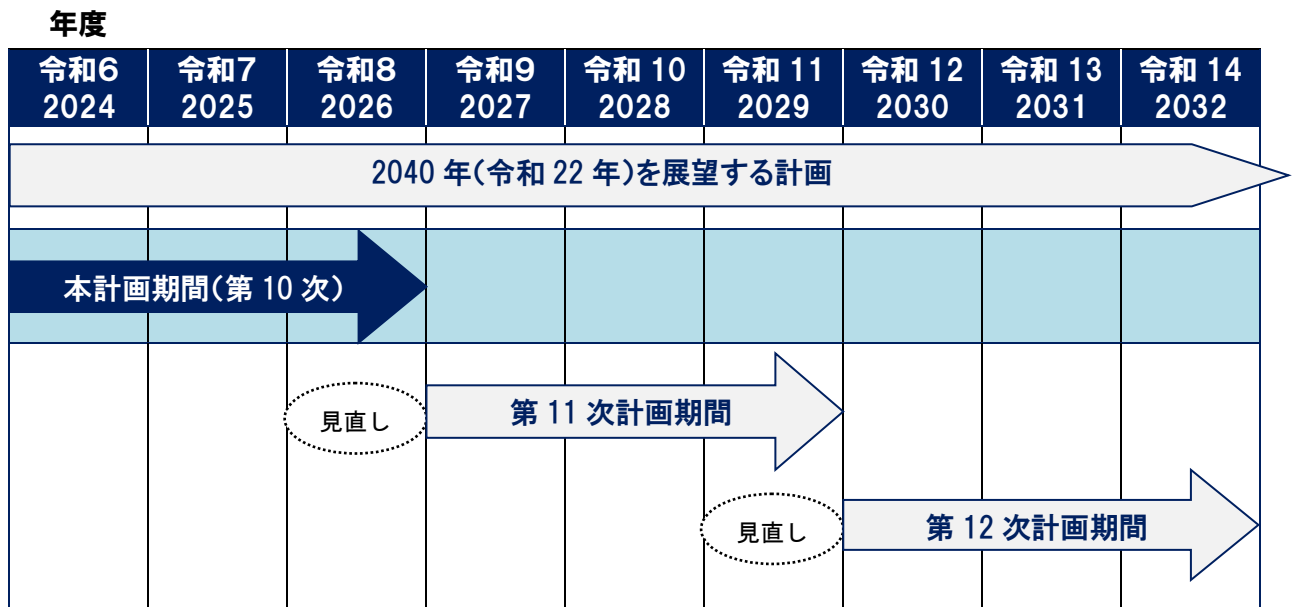 年度
令和6 令和7 令和8 令和9 令和 10 令和 11 令和 12 令和 13 令和 14
2024 2025 2026 2027 2028 2029 2030 2031 2032
2040 年(令和 22 年)を展望する計画
本計画期間(第 10 次)
見直し 第 11 次計画期間
見直し 第 12 次計画期間